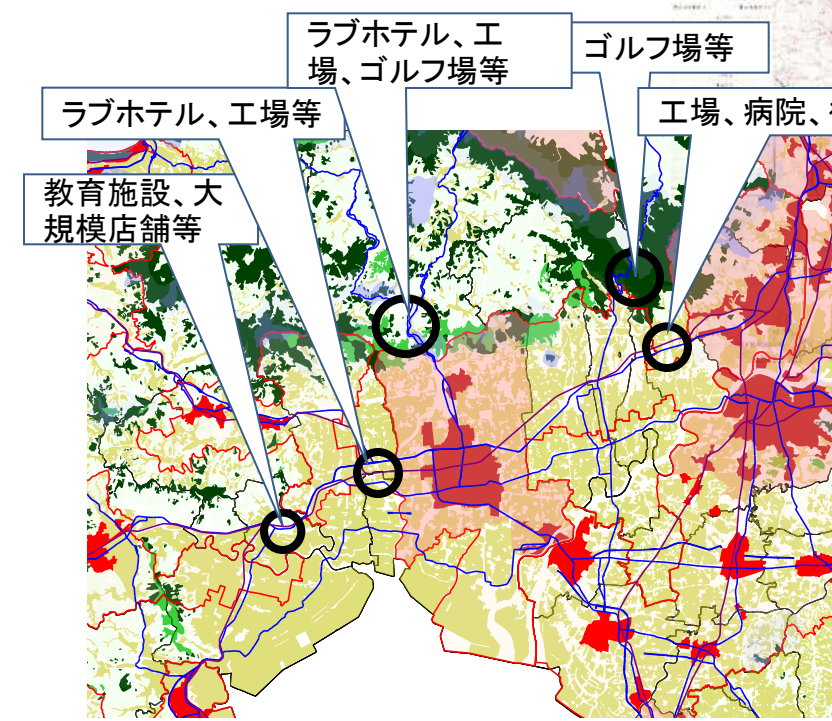 ラブホテル、工
場、ゴルフ場等
ゴルフ場等
ラブホテル、工場等
工場、病院、
教育施設、大
規模店舗等